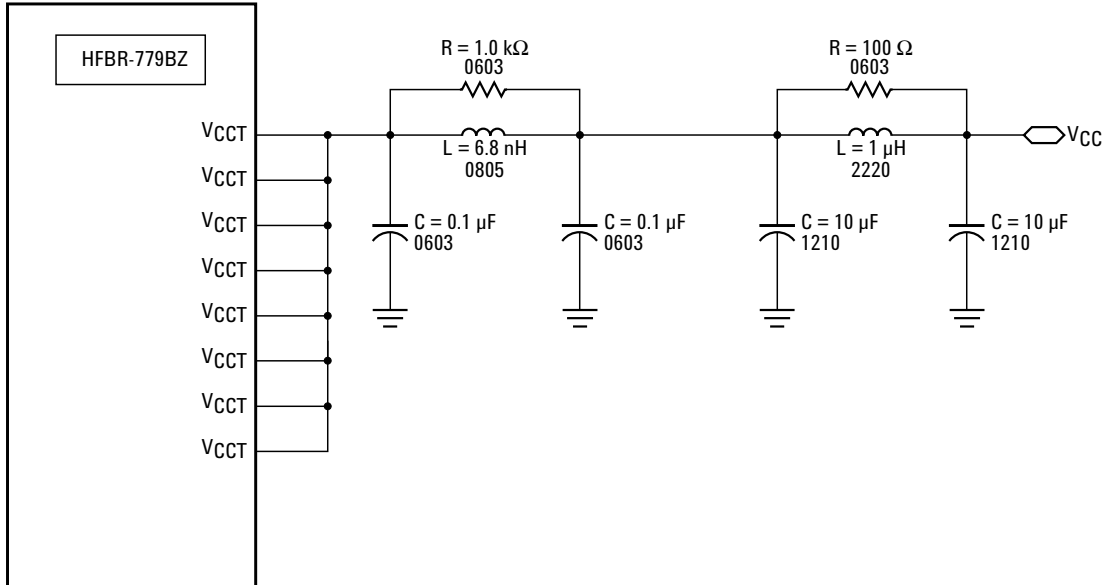 HFBR-779BZ
R = 1.0 kΩ
0603
R = 100 Ω
0603
VCCT
L = 6.8 nH
0805
L = 1 µH
2220
VCC
VCCT
VCCT
C = 0.1 µF
0603
C = 0.1 µF
0603
C = 10 µF
1210
C = 10 µF
1210
VCCT
VCCT
VCCT
VCCT
VCCT